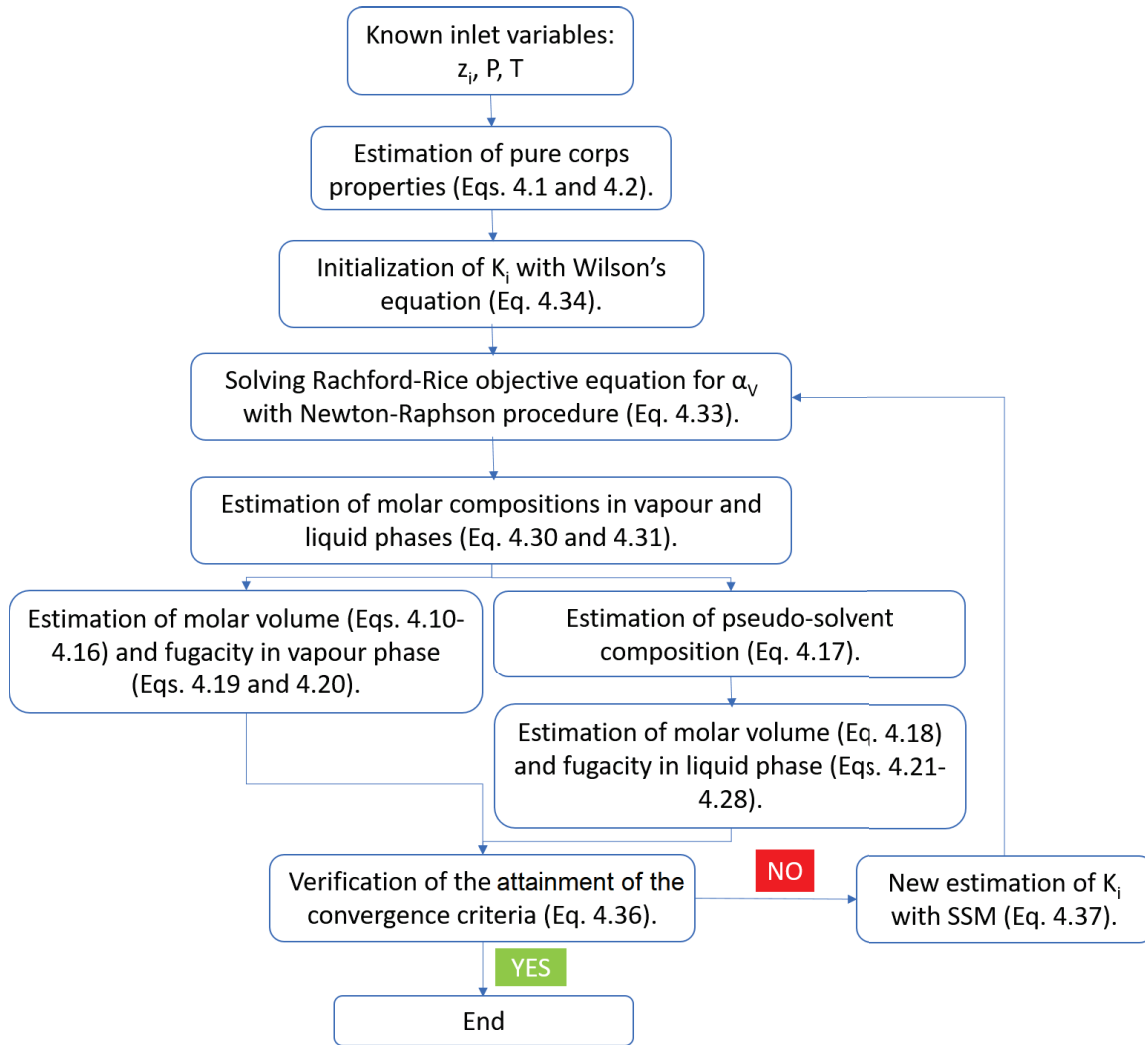 Known inlet variables:
zi, P, T
Estimation of pure corps
properties (Eqs. 4.1 and 4.2).
Initialization of Ki with Wilson’s
equation (Eq. 4.34).
Solving Rachford-Rice objective equation for αV
with Newton-Raphson procedure (Eq. 4.33).
Estimation of molar compositions in vapour and
liquid phases (Eq. 4.30 and 4.31).
Estimation of molar volume (Eqs. 4.10-
4.16) and fugacity in vapour phase
(Eqs. 4.19 and 4.20).
Estimation of pseudo-solvent
composition (Eq. 4.17).
Estimation of molar volume (Eq. 4.18)
and fugacity in liquid phase (Eqs. 4.21-
4.28).
Verification of the attainment of the
convergence criteria (Eq. 4.36).
NO
New estimation of Ki
with SSM (Eq. 4.37).
YES
End